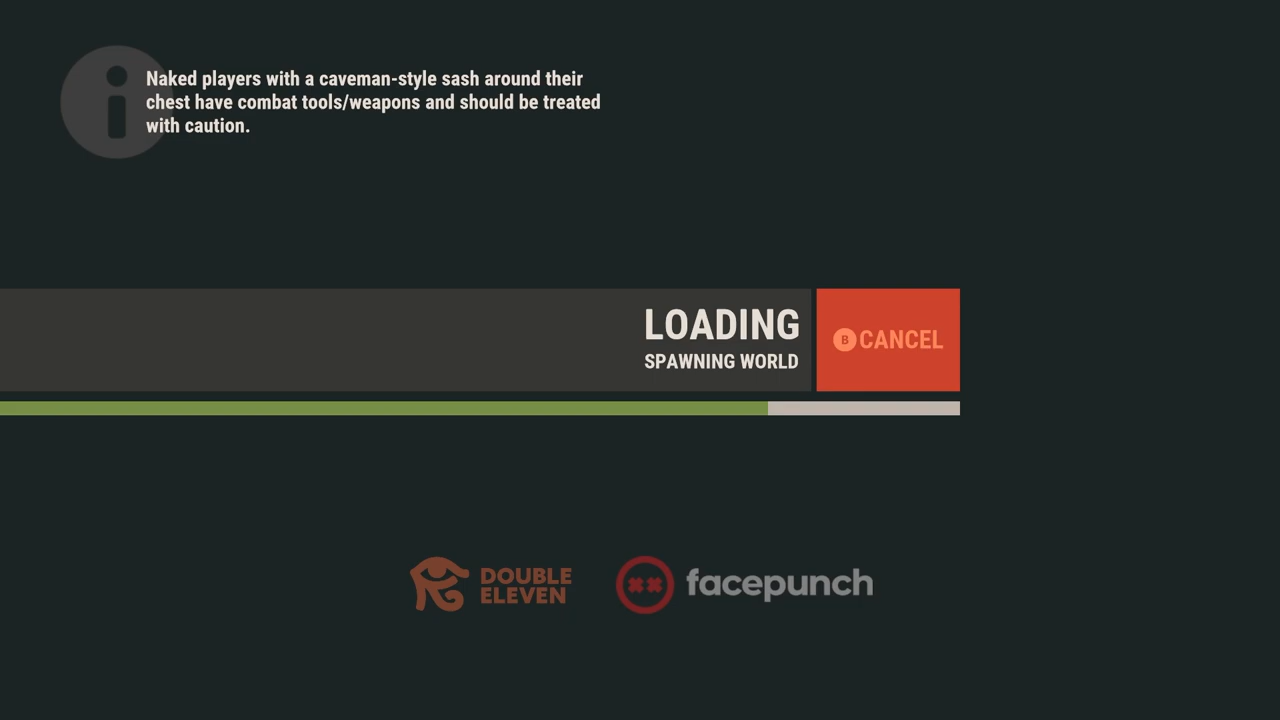 Naked players with a caveman-style sash around their
chest have combat tools/weapons and should be treated
with caution.
LOADING
SPAWNING WORLD
B CANCEL
DOUBLE
ELEVEN
facepunch